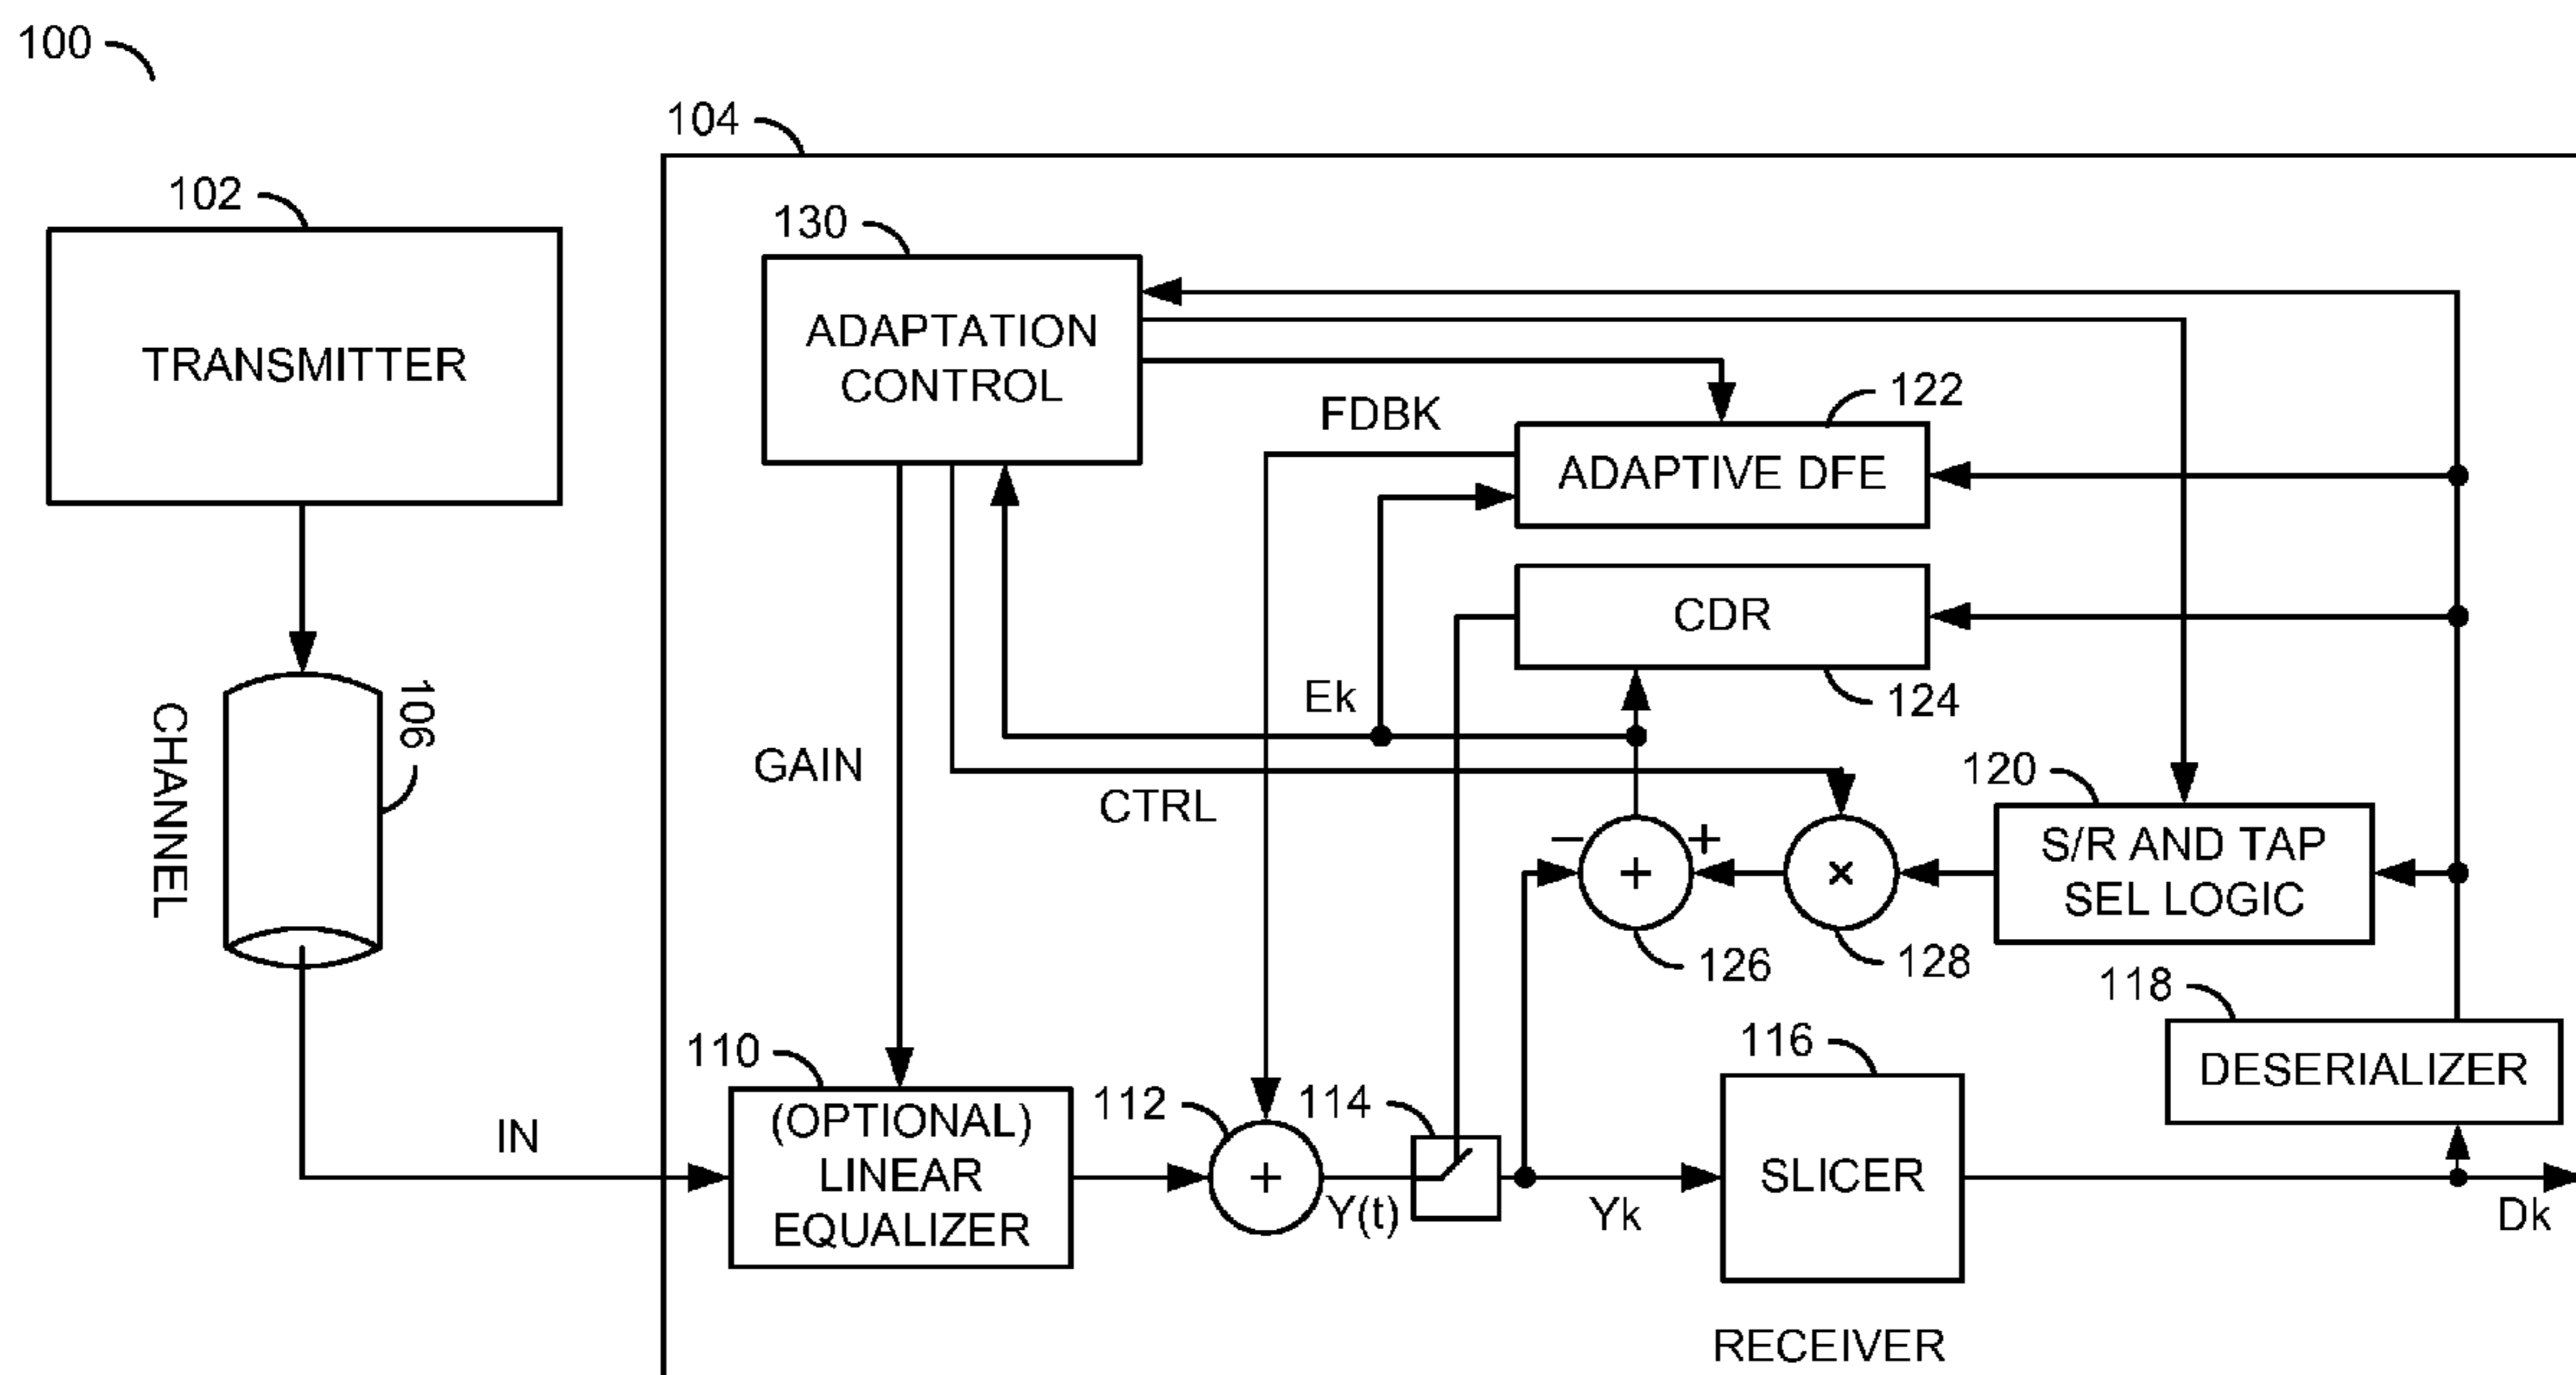 100
104
102
130
TRANSMITTER
ADAPTATION
CONTROL
FDBK
122
ADAPTIVE DFE
CDR
124
Ek
CHANNEL
106
GAIN
CTRL
120
S/R AND TAP
SEL LOGIC
− + + ×
126
128
118
DESERIALIZER
110
(OPTIONAL)
LINEAR
EQUALIZER
IN
112
+
Y(t)
114
Yk
116
SLICER
Dk
RECEIVER